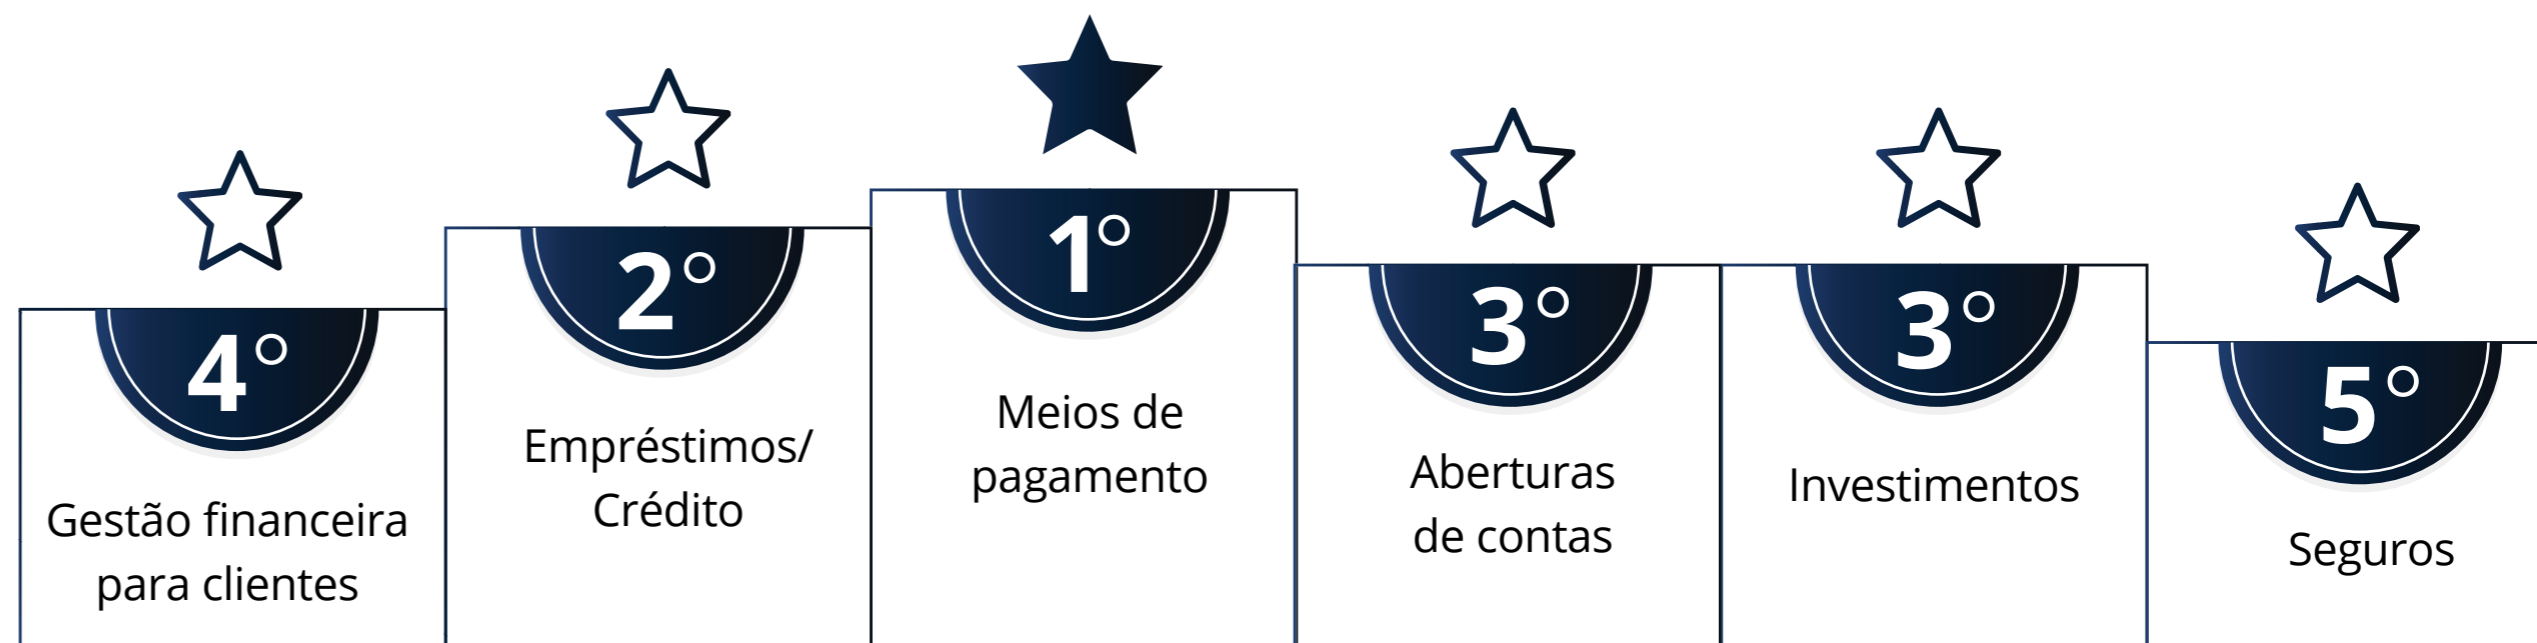 4°
Gestão financeira
para clientes
2°
Empréstimos/
Crédito
1°
Meios de
pagamento
3°
Aberturas
de contas
3°
Investimentos
5°
Seguros